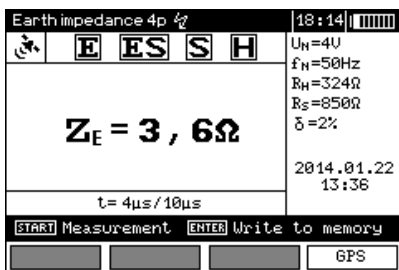 Earth impedance 4p 18:14
E ES S H
UN=4V
fN=50Hz
RH=324Ω
RS=850Ω
δ=2%
ZE = 3,6Ω
2014.01.22
13:36
t= 4µs/10µs
START Measurement ENTER Write to memory
GPS